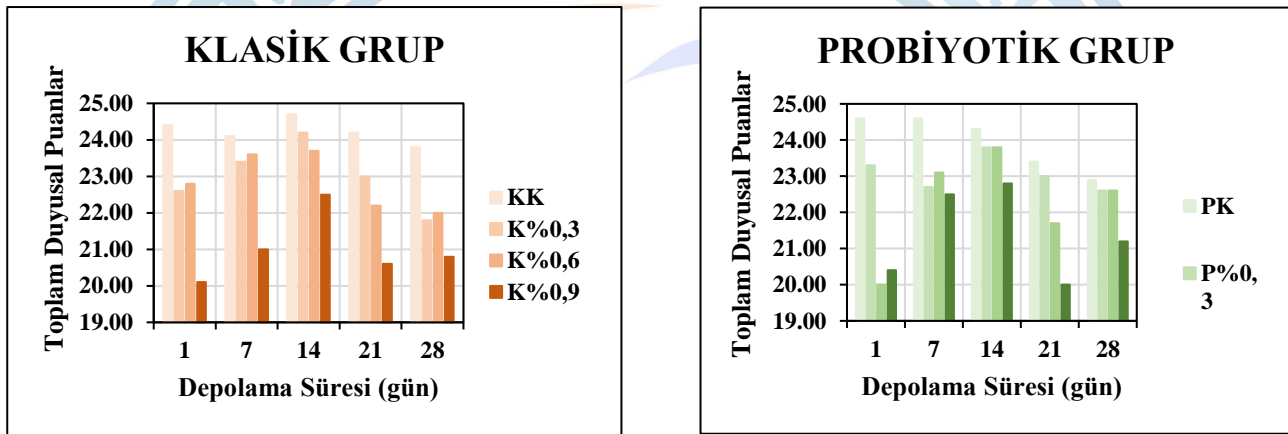 KLASİK GRUP
Toplam Duyusal Puanlar
25.00
24.00
23.00
22.00
21.00
20.00
19.00
1 7 14 21 28
Depolama Süresi (gün)
KK
K%0,3
K%0,6
K%0,9
PROBİYOTİK GRUP
Toplam Duyusal Puanlar
25.00
24.00
23.00
22.00
21.00
20.00
19.00
1 7 14 21 28
Depolama Süresi (gün)
PK
P%0,
3